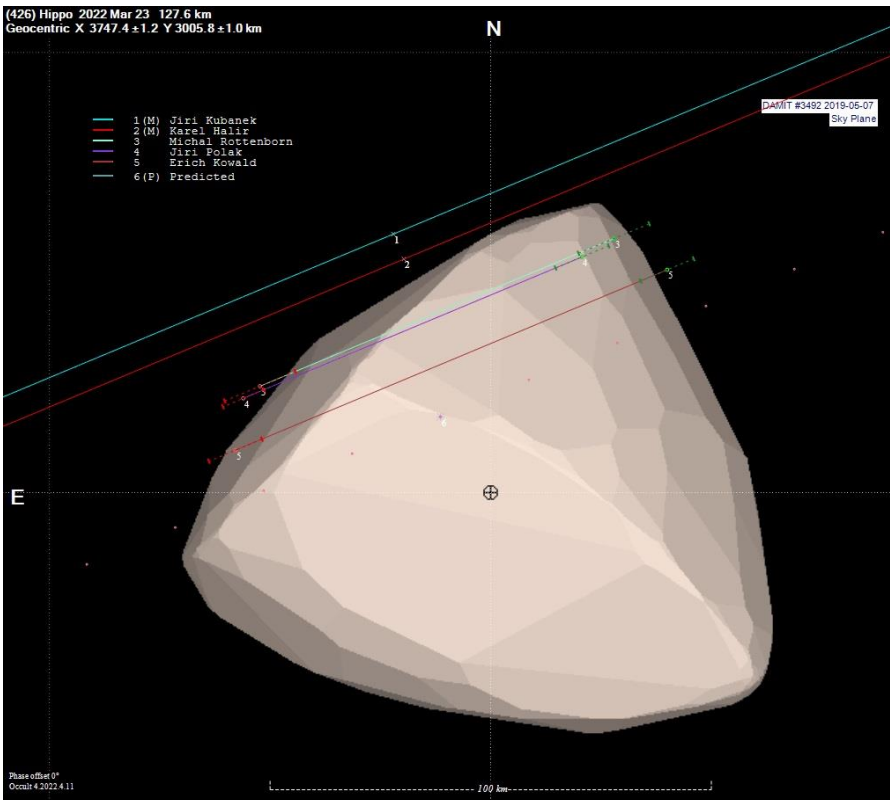 (426) Hippo 2022 Mar 23 127.6 km
Geocentric X 3747.4 ±1.2 Y 3005.8 ±1.0 km
N
DAMIT #3492 2019-05-07
Sky Plane
1(M) Jiri Kubanek
2(M) Karel Halir
3 Michal Rottenborn
4 Jiri Polak
5 Erich Kowald
6(P) Predicted
1
2
3
4
5
3
4
5
6
E
Phase offset 0°
Occult 4.2022.4.11
100 km